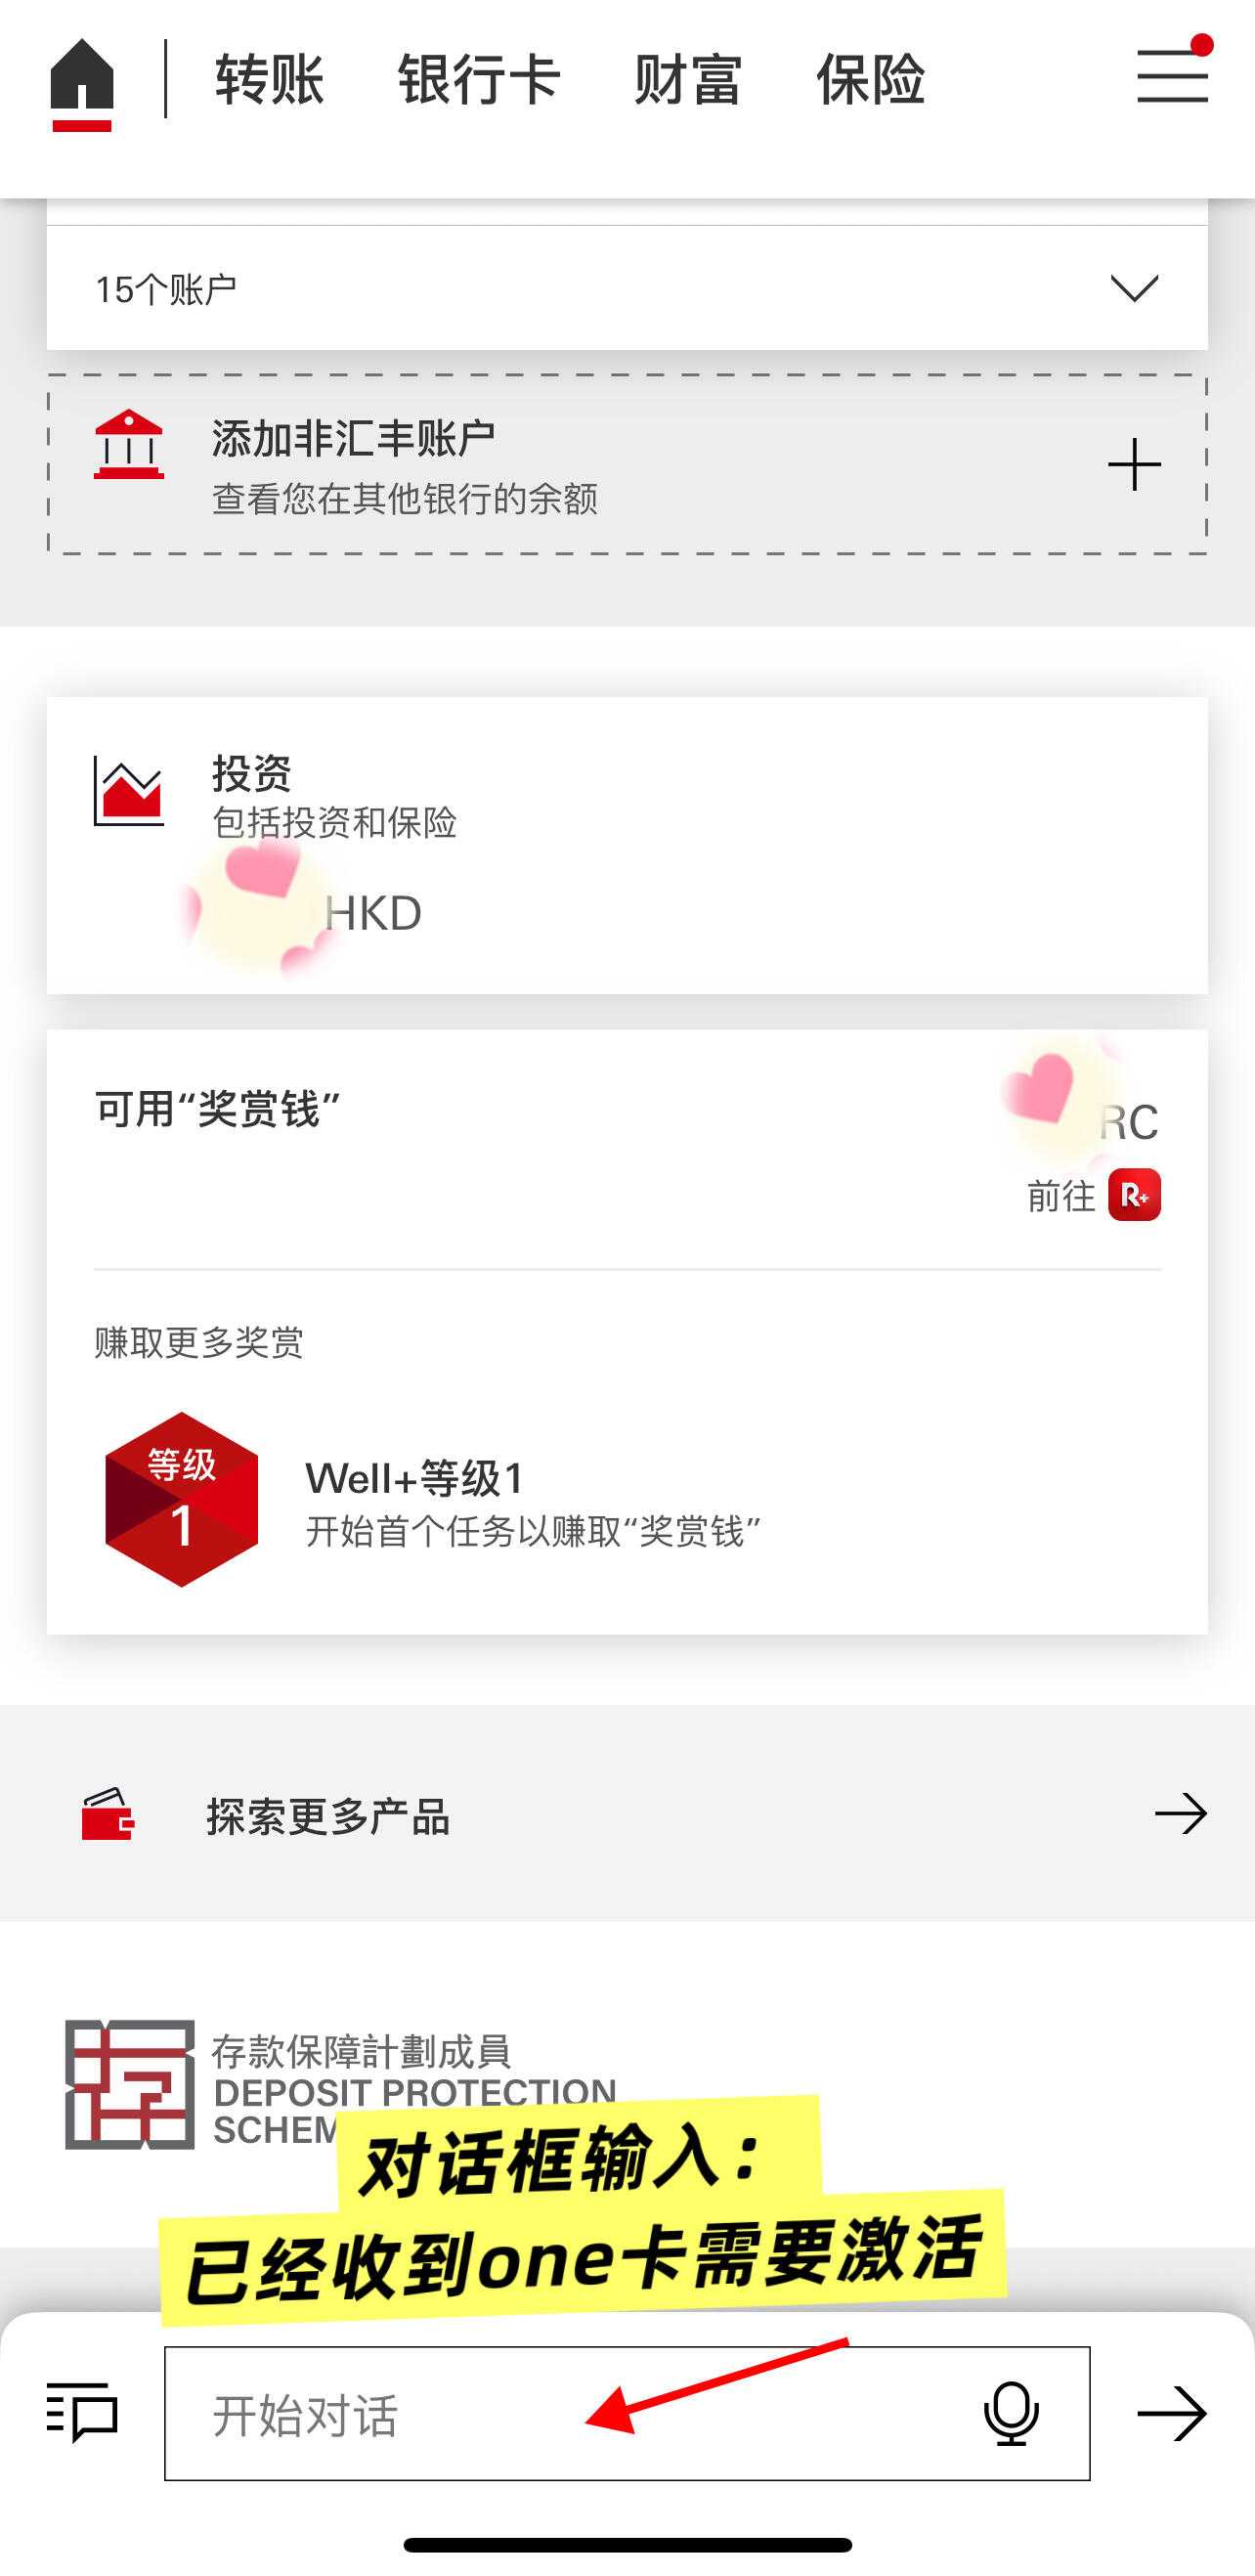 转账 银行卡 财富 保险
15个账户
添加非汇丰账户
查看您在其他银行的余额
投资
包括投资和保险
HKD
可用“奖赏钱”
RC
前往 R+
赚取更多奖赏
等级
1
Well+等级1
开始首个任务以赚取“奖赏钱”
探索更多产品
存
存款保障計劃成員
DEPOSIT PROTECTION
SCHEM
对话框输入：
已经收到one卡需要激活
开始对话